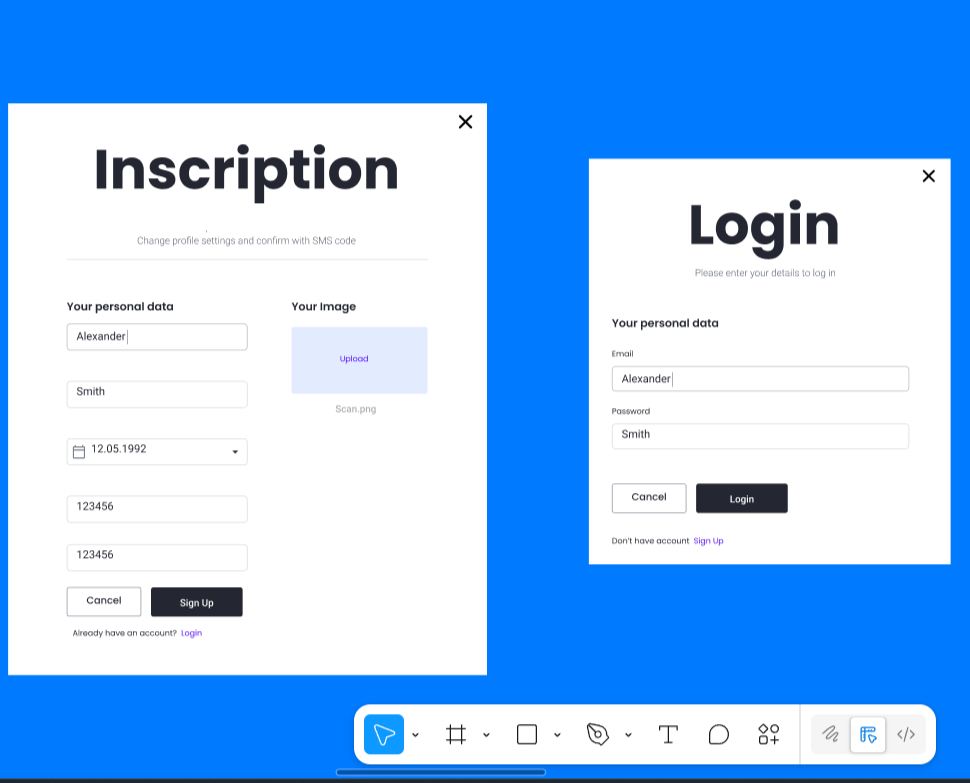 Inscription
Change profile settings and confirm with SMS code
Your personal data
Your Image
Alexander
Upload
Smith
Scan.png
12.05.1992
123456
123456
Cancel
Sign Up
Already have an account? Login
Login
Please enter your details to log in
Your personal data
Email
Alexander
Password
Smith
Cancel
Login
Don't have account Sign Up